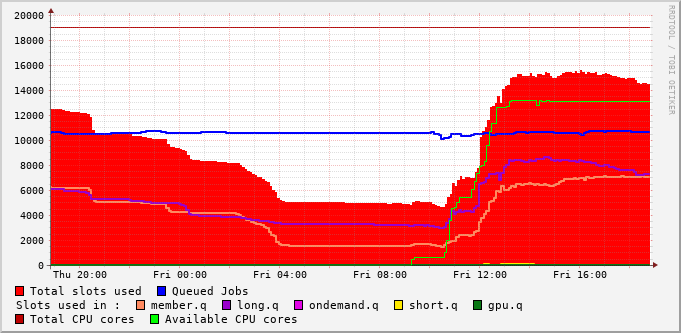 RRDTOOL / TOBI OETIKER
20000
18000
16000
14000
12000
10000
8000
6000
4000
2000
0
Thu 20:00 Fri 00:00 Fri 04:00 Fri 08:00 Fri 12:00 Fri 16:00
Total slots used Queued Jobs
Slots used in : member.q long.q ondemand.q short.q gpu.q
Total CPU cores Available CPU cores